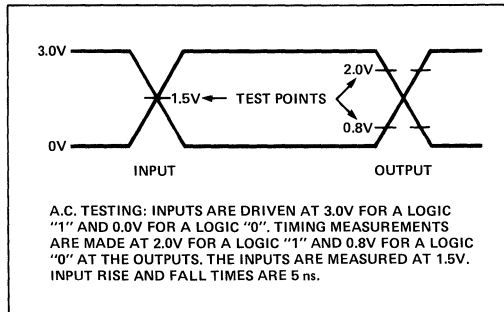 3.0V
2.0V
1.5V TEST POINTS
0.8V
0V
INPUT OUTPUT
A.C. TESTING: INPUTS ARE DRIVEN AT 3.0V FOR A LOGIC
"1" AND 0.0V FOR A LOGIC "0". TIMING MEASUREMENTS
ARE MADE AT 2.0V FOR A LOGIC "1" AND 0.8V FOR A LOGIC
"0" AT THE OUTPUTS. THE INPUTS ARE MEASURED AT 1.5V.
INPUT RISE AND FALL TIMES ARE 5 ns.